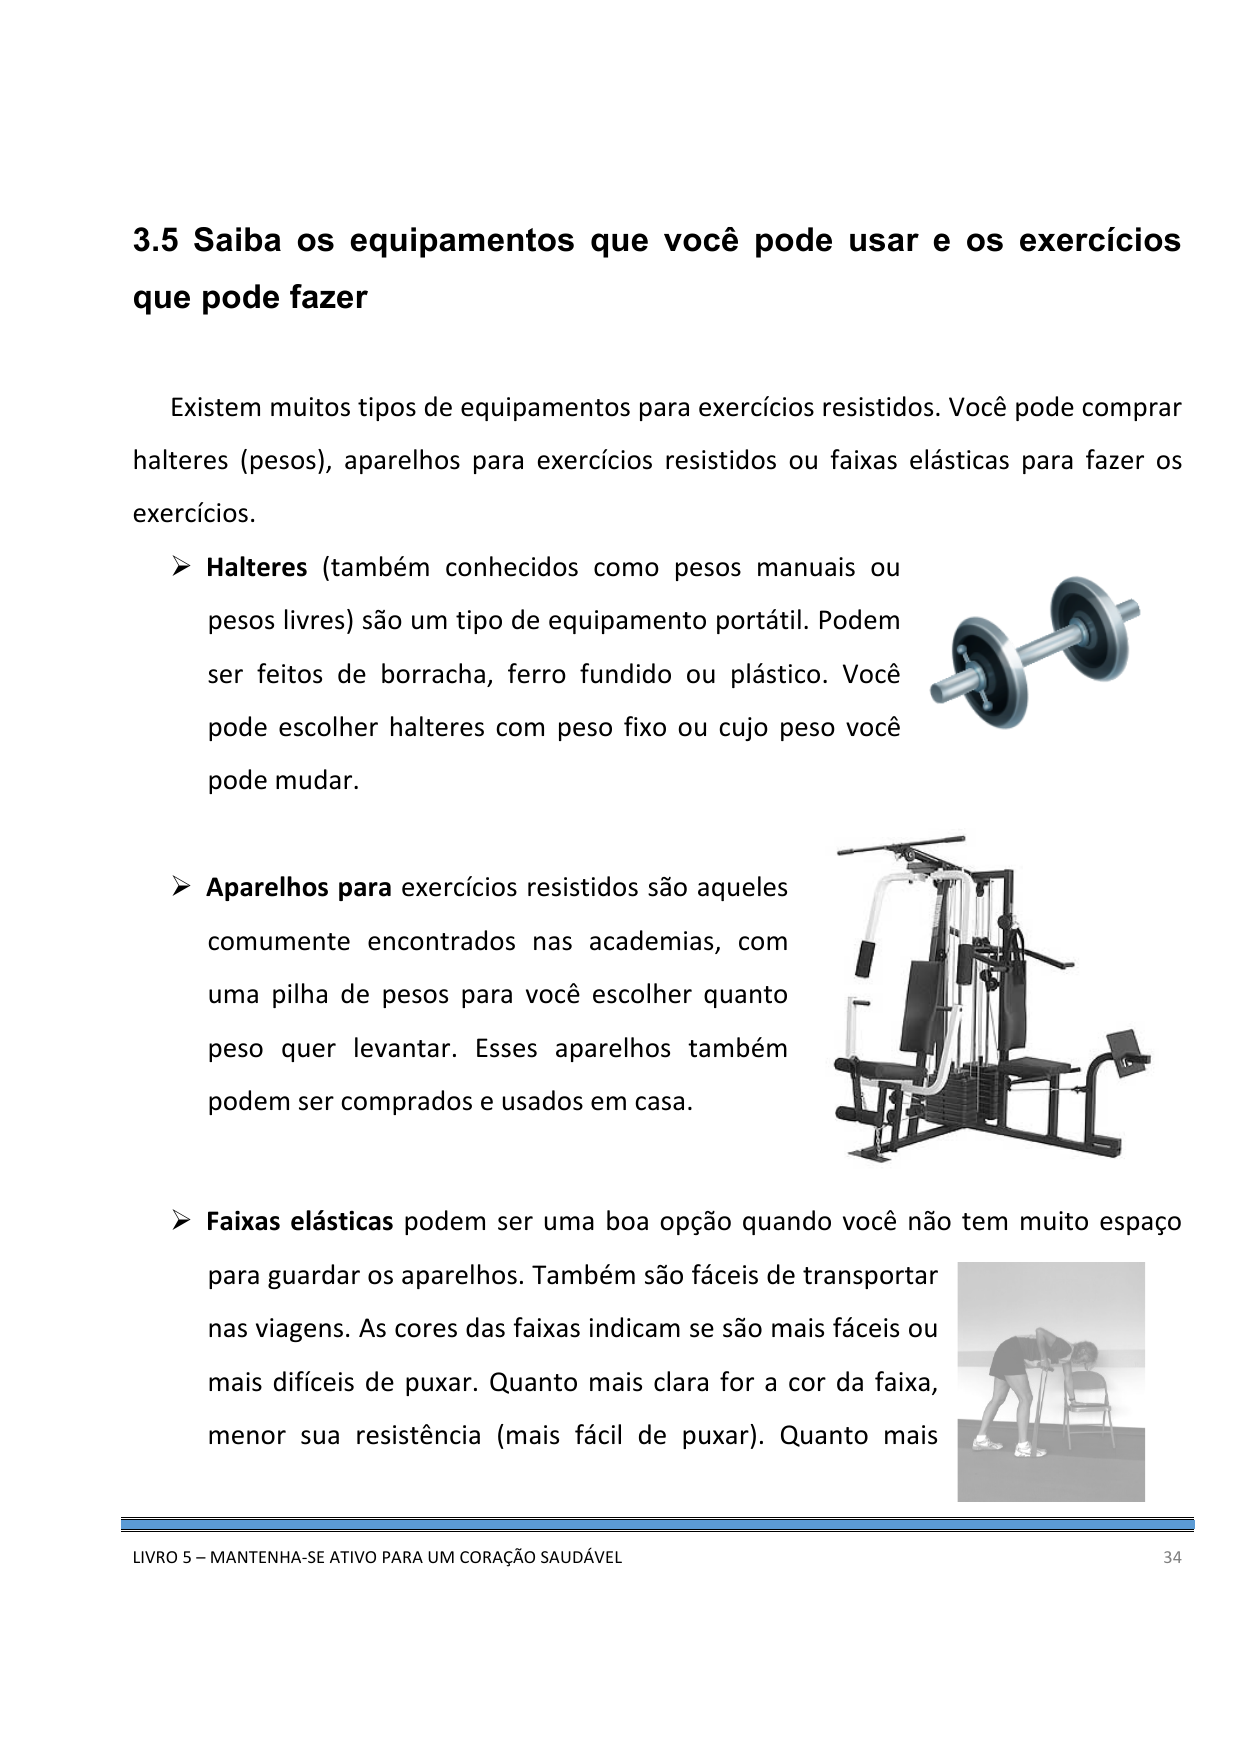 3.5 Saiba os equipamentos que você pode usar e os exercícios
que pode fazer
Existem muitos tipos de equipamentos para exercícios resistidos. Você pode comprar
halteres (pesos), aparelhos para exercícios resistidos ou faixas elásticas para fazer os
exercícios.
➢ Halteres (também conhecidos como pesos manuais ou
pesos livres) são um tipo de equipamento portátil. Podem
ser feitos de borracha, ferro fundido ou plástico. Você
pode escolher halteres com peso fixo ou cujo peso você
pode mudar.
➢ Aparelhos para exercícios resistidos são aqueles
comumente encontrados nas academias, com
uma pilha de pesos para você escolher quanto
peso quer levantar. Esses aparelhos também
podem ser comprados e usados em casa.
➢ Faixas elásticas podem ser uma boa opção quando você não tem muito espaço
para guardar os aparelhos. Também são fáceis de transportar
nas viagens. As cores das faixas indicam se são mais fáceis ou
mais difíceis de puxar. Quanto mais clara for a cor da faixa,
menor sua resistência (mais fácil de puxar). Quanto mais
LIVRO 5 – MANTENHA-SE ATIVO PARA UM CORAÇÃO SAUDÁVEL 34